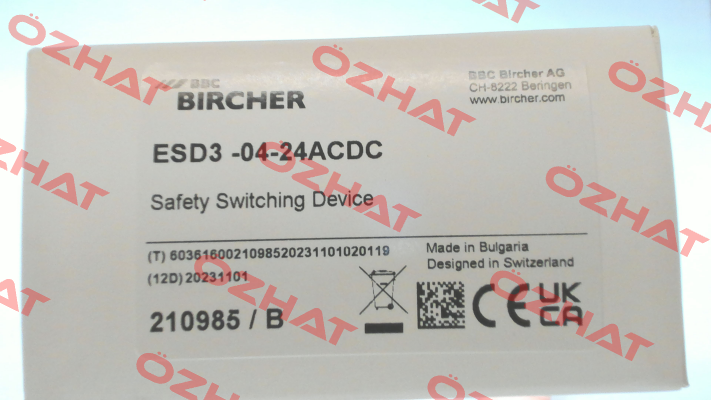 BBC
BIRCHER
BBC Bircher AG
CH-8222 Beringen
www.bircher.com
ESD3 -04-24ACDC
Safety Switching Device
(T) 6036160021098520231101020119
(12D) 20231101
Made in Bulgaria
Designed in Switzerland
210985 / B
CE
UK
CA
ÖZHAT
ÖZHAT
ÖZHAT
ÖZHAT
ÖZHAT
ÖZHAT
ÖZHAT
ÖZHAT